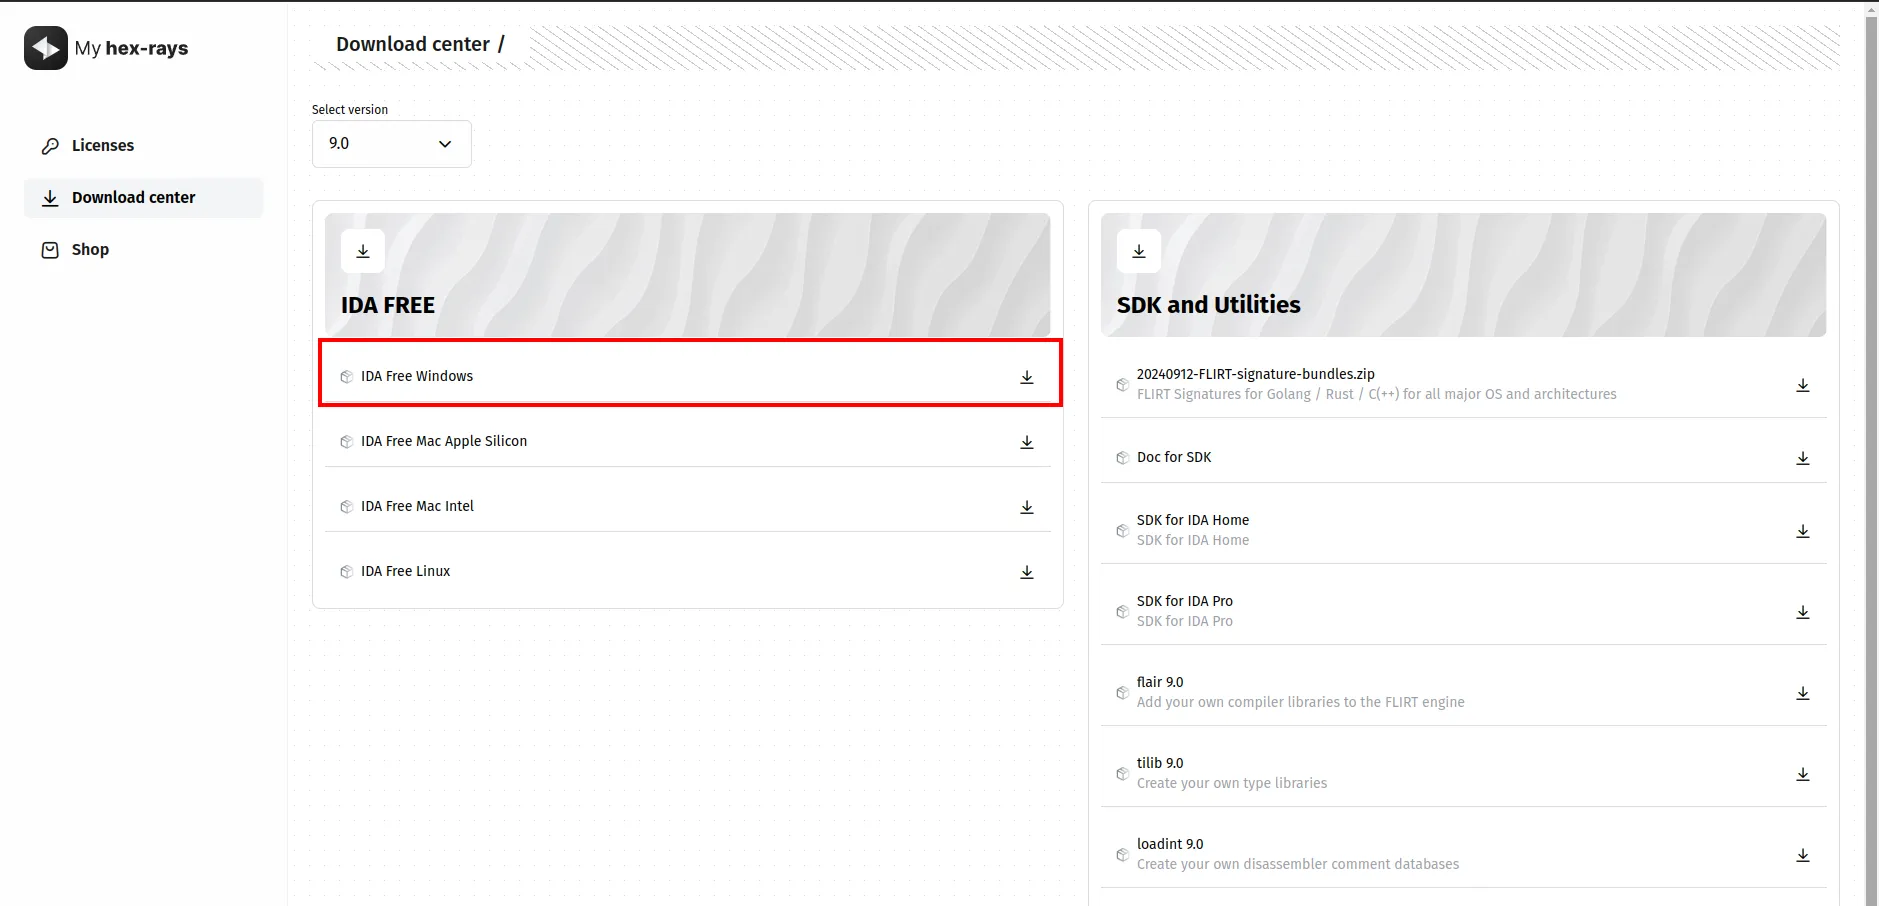 My hex-rays
Licenses
Download center
Shop
Download center /
Select version
9.0
IDA FREE
IDA Free Windows
IDA Free Mac Apple Silicon
IDA Free Mac Intel
IDA Free Linux
SDK and Utilities
20240912-FLIRT-signature-bundles.zip
FLIRT Signatures for Golang / Rust / C(++) for all major OS and architectures
Doc for SDK
SDK for IDA Home
SDK for IDA Home
SDK for IDA Pro
SDK for IDA Pro
flair 9.0
Add your own compiler libraries to the FLIRT engine
tilib 9.0
Create your own type libraries
loadint 9.0
Create your own disassembler comment databases